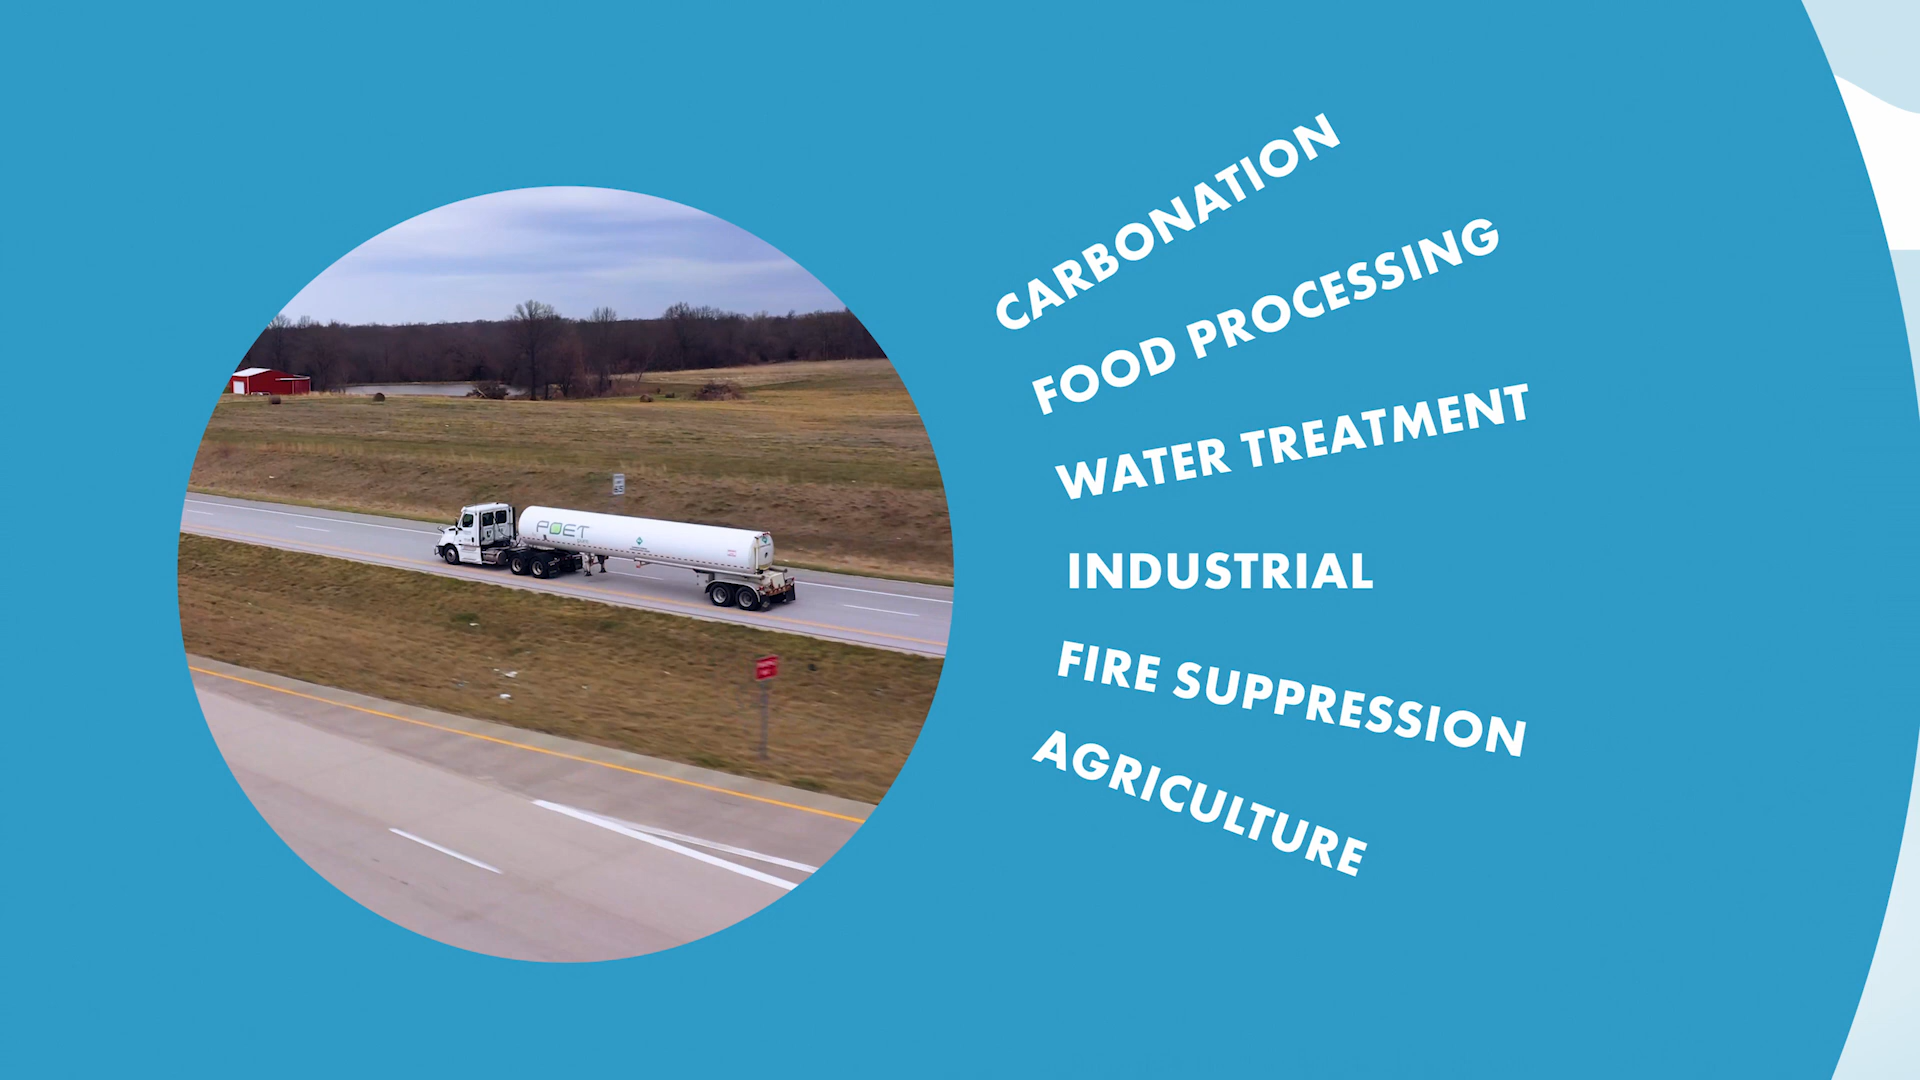 CARBONATION
FOOD PROCESSING
WATER TREATMENT
INDUSTRIAL
FIRE SUPPRESSION
AGRICULTURE
POET